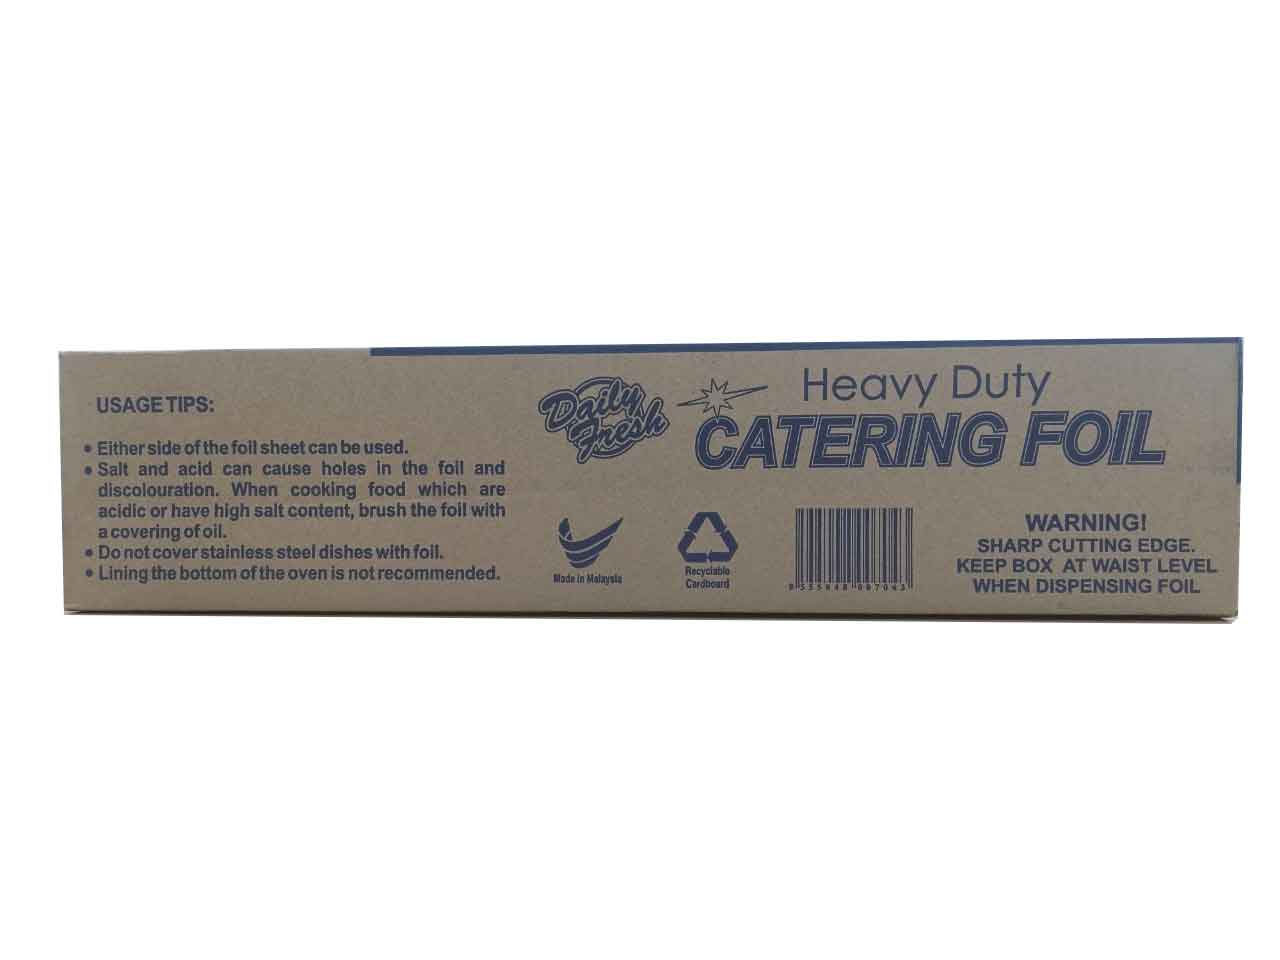 USAGE TIPS:
• Either side of the foil sheet can be used.
• Salt and acid can cause holes in the foil and
discolouration. When cooking food which are
acidic or have high salt content, brush the foil with
a covering of oil.
• Do not cover stainless steel dishes with foil.
• Lining the bottom of the oven is not recommended.
Daily
Fresh
Heavy Duty
CATERING FOIL
Made in Malaysia
Recyclable
Cardboard
WARNING!
SHARP CUTTING EDGE.
KEEP BOX AT WAIST LEVEL
WHEN DISPENSING FOIL